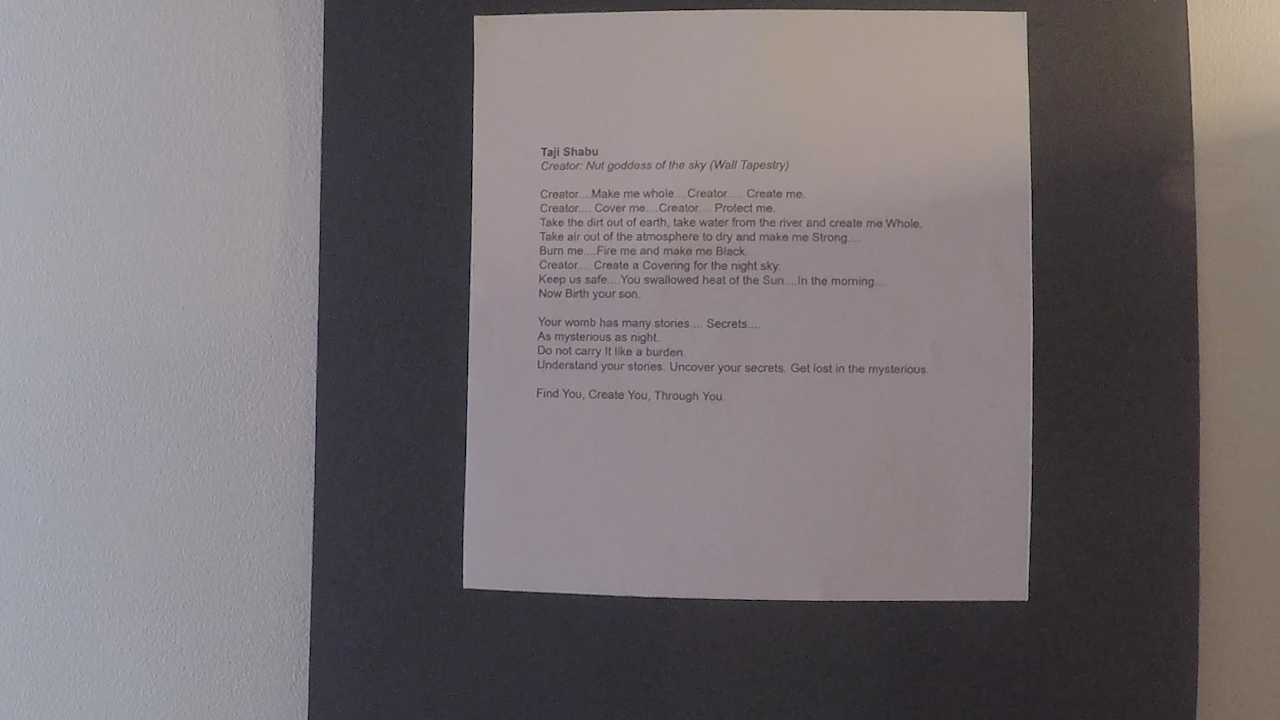 Taji Shabu
Creator: Nut goddess of the sky (Wall Tapestry)
Creator....Make me whole....Creator..... Create me.
Creator.... Cover me....Creator.... Protect me.
Take the dirt out of earth, take water from the river and create me Whole.
Take air out of the atmosphere to dry and make me Strong....
Burn me....Fire me and make me Black.
Creator.... Create a Covering for the night sky.
Keep us safe....You swallowed heat of the Sun....In the morning....
Now Birth your son.
Your womb has many stories.... Secrets....
As mysterious as night.
Do not carry It like a burden.
Understand your stories. Uncover your secrets. Get lost in the mysterious.
Find You, Create You, Through You.